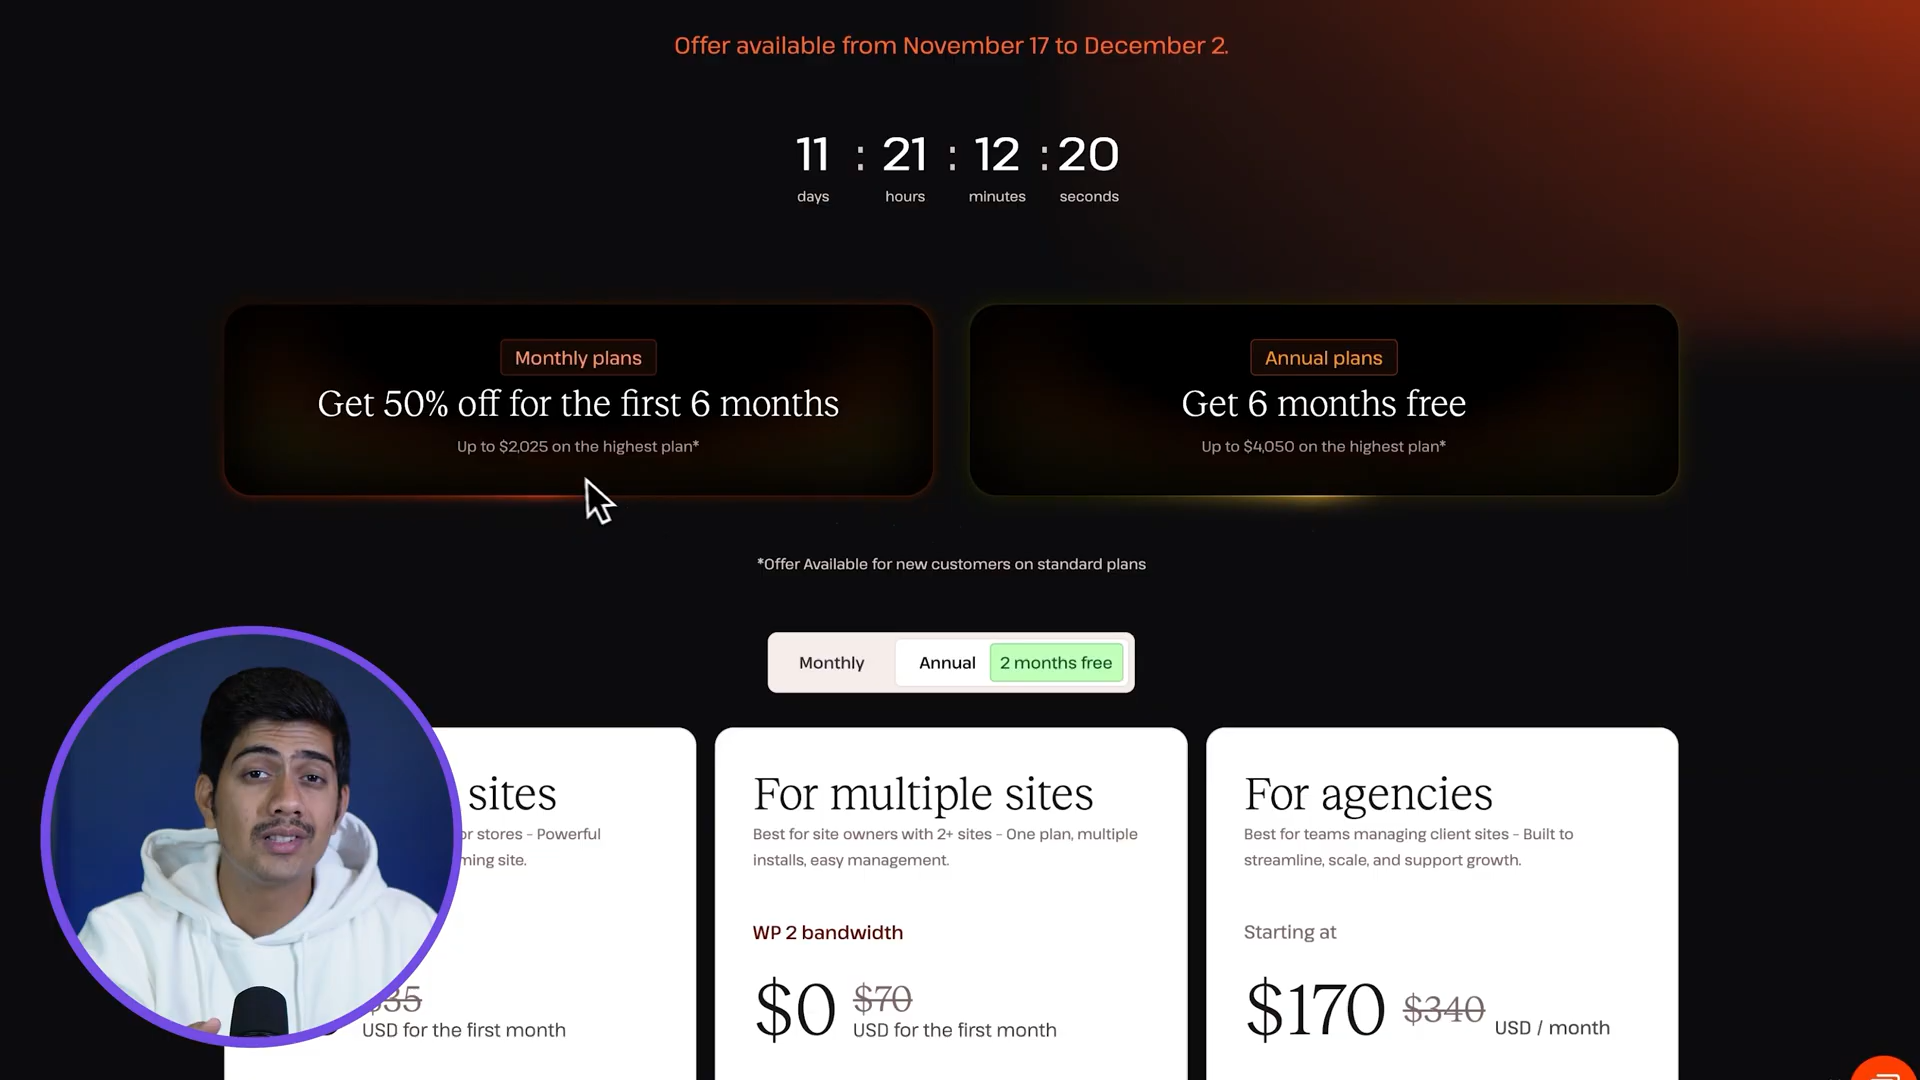 Offer available from November 17 to December 2.
11 : 21 : 12 : 20
days hours minutes seconds
Monthly plans
Get 50% off for the first 6 months
Up to $2,025 on the highest plan*
Annual plans
Get 6 months free
Up to $4,050 on the highest plan*
*Offer Available for new customers on standard plans
Monthly Annual 2 months free
sites
stores – Powerful
site.
$35
USD for the first month
For multiple sites
Best for site owners with 2+ sites – One plan, multiple
installs, easy management.
WP 2 bandwidth
$0 $70
USD for the first month
For agencies
Best for teams managing client sites – Built to
streamline, scale, and support growth.
Starting at
$170 $340 USD / month